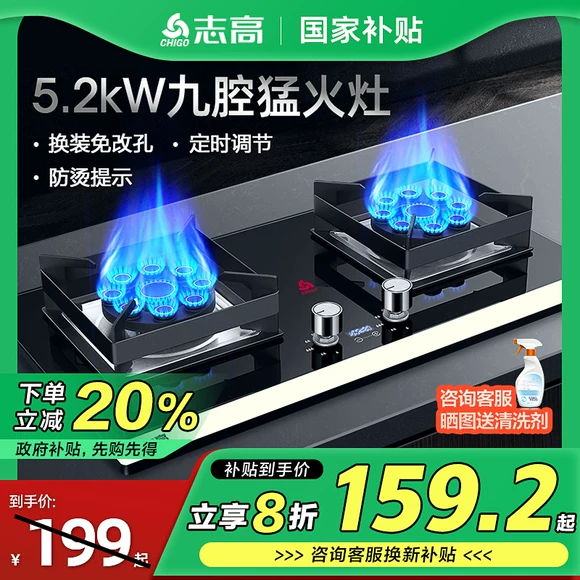 CHIGO 志高 | 国家补贴
5.2kW九腔猛火灶
• 换装免改孔 • 定时调节
• 防烫提示
下单立减 20%
政府补贴，先购先得
咨询客服
晒图送清洗剂
到手价:
¥ 199 起
补贴到手价
立享8折 159.2起
>>> 咨询客服换新补贴 <<<